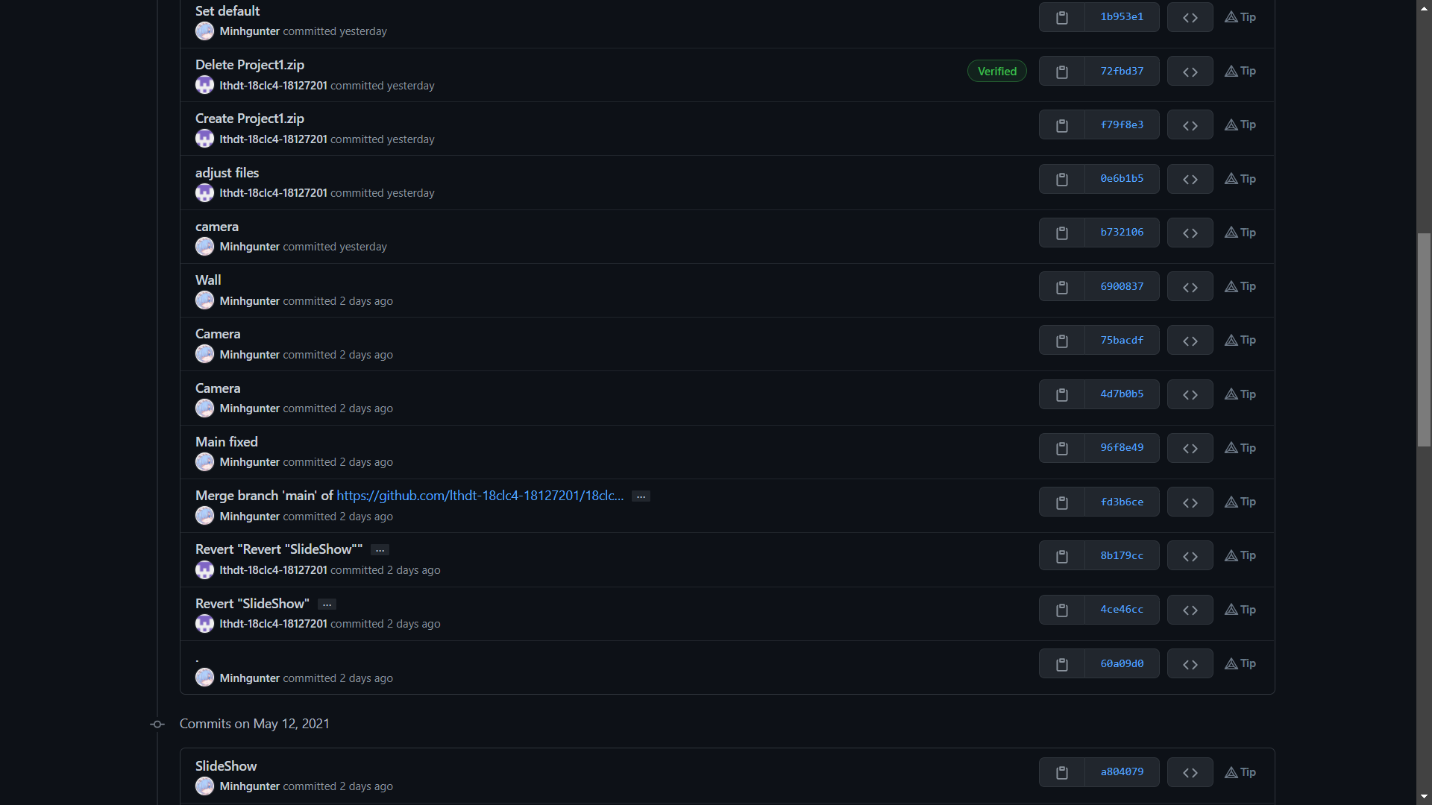 Set default
1b953e1
Tip
Minhgunter committed yesterday
Delete Project1.zip
Verified
72fbd37
Tip
lthdt-18clc4-18127201 committed yesterday
Create Project1.zip
f79f8e3
Tip
lthdt-18clc4-18127201 committed yesterday
adjust files
0e6b1b5
Tip
lthdt-18clc4-18127201 committed yesterday
camera
b732106
Tip
Minhgunter committed yesterday
Wall
6900837
Tip
Minhgunter committed 2 days ago
Camera
75bacdf
Tip
Minhgunter committed 2 days ago
Camera
4d7b0b5
Tip
Minhgunter committed 2 days ago
Main fixed
96f8e49
Tip
Minhgunter committed 2 days ago
Merge branch 'main' of https://github.com/lthdt-18clc4-18127201/18clc... …
fd3b6ce
Tip
Minhgunter committed 2 days ago
Revert "Revert "SlideShow"" …
8b179cc
Tip
lthdt-18clc4-18127201 committed 2 days ago
Revert "SlideShow" …
4ce46cc
Tip
lthdt-18clc4-18127201 committed 2 days ago
.
60a09d0
Tip
Minhgunter committed 2 days ago
Commits on May 12, 2021
SlideShow
a804079
Tip
Minhgunter committed 2 days ago